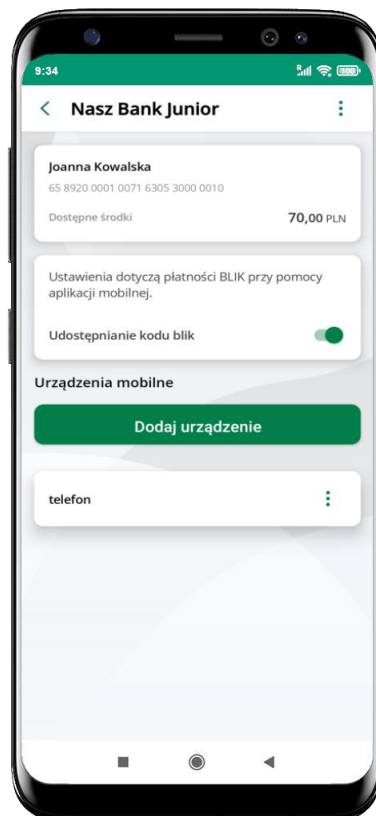 9:34
Nasz Bank Junior
Joanna Kowalska
65 8920 0001 0071 6305 3000 0010
Dostępne środki 70,00 PLN
Ustawienia dotyczą płatności BLIK przy pomocy
aplikacji mobilnej.
Udostępnianie kodu blik
Urządzenia mobilne
Dodaj urządzenie
telefon